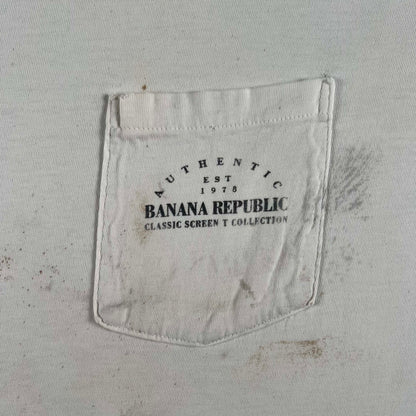 AUTHENTIC
EST
1978
BANANA REPUBLIC
CLASSIC SCREEN T COLLECTION